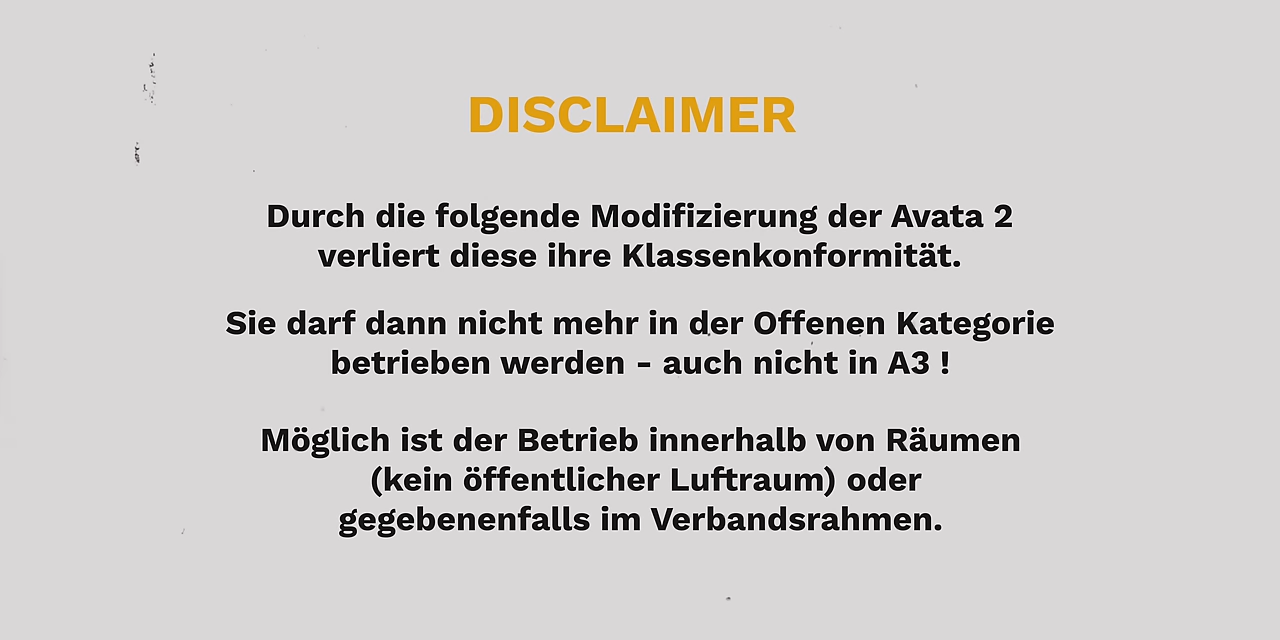 DISCLAIMER
Durch die folgende Modifizierung der Avata 2
verliert diese ihre Klassenkonformität.
Sie darf dann nicht mehr in der Offenen Kategorie
betrieben werden - auch nicht in A3 !
Möglich ist der Betrieb innerhalb von Räumen
(kein öffentlicher Luftraum) oder
gegebenenfalls im Verbandsrahmen.